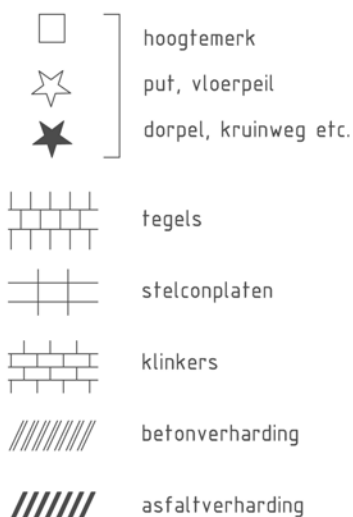 hoogtemerk
put, vloerpeil
dorpel, kruinweg etc.
tegels
stelconplaten
klinkers
betonverharding
asfaltverharding